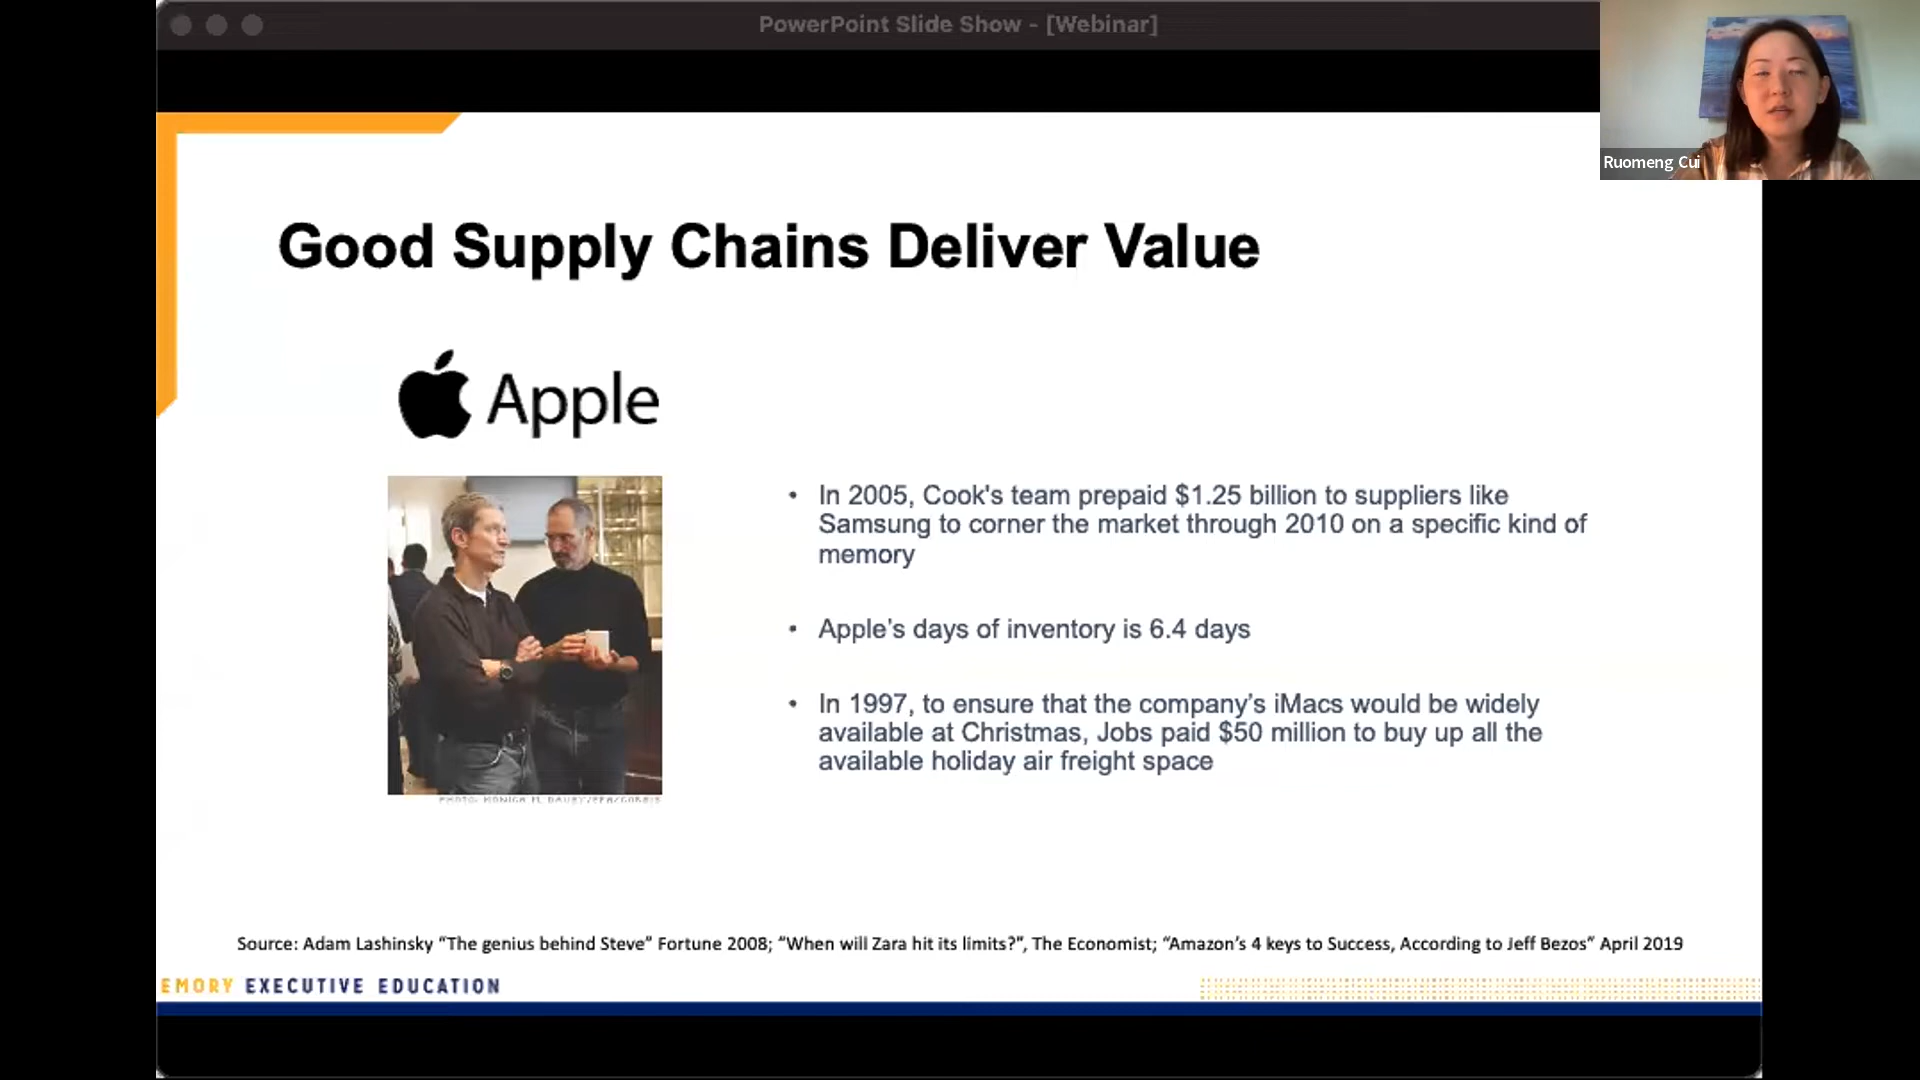 PowerPoint Slide Show - [Webinar]
Ruomeng Cui
Good Supply Chains Deliver Value
Apple
• In 2005, Cook's team prepaid $1.25 billion to suppliers like
Samsung to corner the market through 2010 on a specific kind of
memory
• Apple’s days of inventory is 6.4 days
• In 1997, to ensure that the company’s iMacs would be widely
available at Christmas, Jobs paid $50 million to buy up all the
available holiday air freight space
Source: Adam Lashinsky “The genius behind Steve” Fortune 2008; “When will Zara hit its limits?”, The Economist; “Amazon’s 4 keys to Success, According to Jeff Bezos” April 2019
EMORY EXECUTIVE EDUCATION